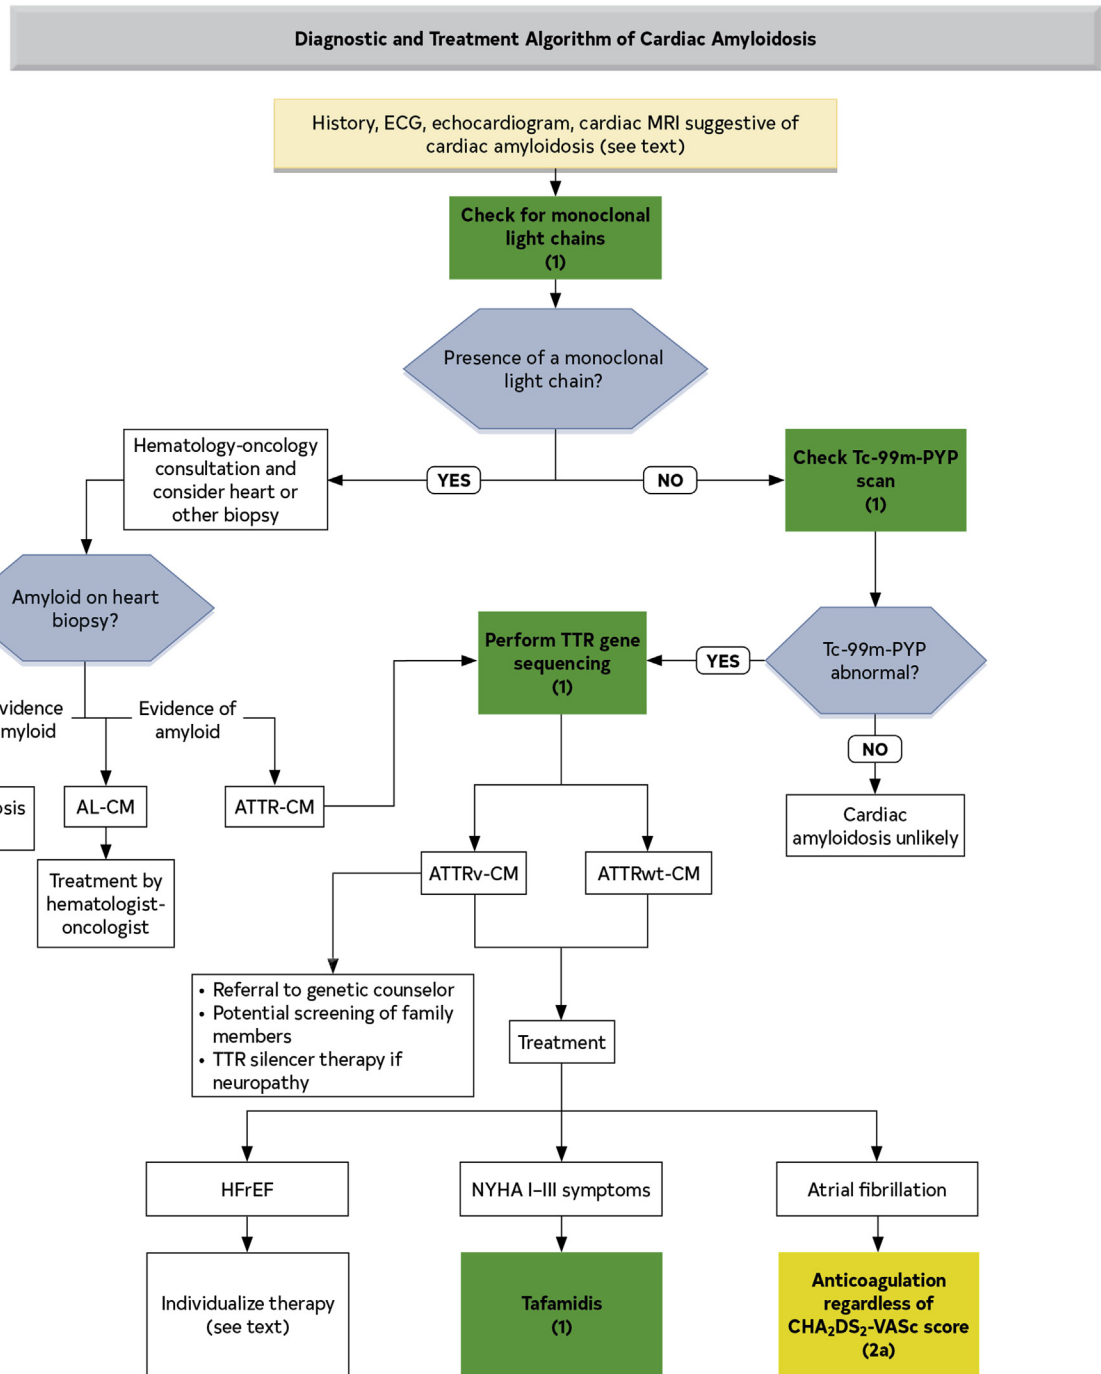 Diagnostic and Treatment Algorithm of Cardiac Amyloidosis
History, ECG, echocardiogram, cardiac MRI suggestive of
cardiac amyloidosis (see text)
Check for monoclonal
light chains
(1)
Presence of a monoclonal
light chain?
Hematology-oncology
consultation and
consider heart or
other biopsy
YES
NO
Check Tc-99m-PYP
scan
(1)
Amyloid on heart
biopsy?
Perform TTR gene
sequencing
(1)
YES
Tc-99m-PYP
abnormal?
vidence
myloid
Evidence of
amyloid
NO
osis
AL-CM
ATTR-CM
Cardiac
amyloidosis unlikely
Treatment by
hematologist-
oncologist
ATTRv-CM
ATTRwt-CM
• Referral to genetic counselor
• Potential screening of family
members
• TTR silencer therapy if
neuropathy
Treatment
HFrEF
NYHA I–III symptoms
Atrial fibrillation
Individualize therapy
(see text)
Tafamidis
(1)
Anticoagulation
regardless of
CHA₂DS₂-VASc score
(2a)